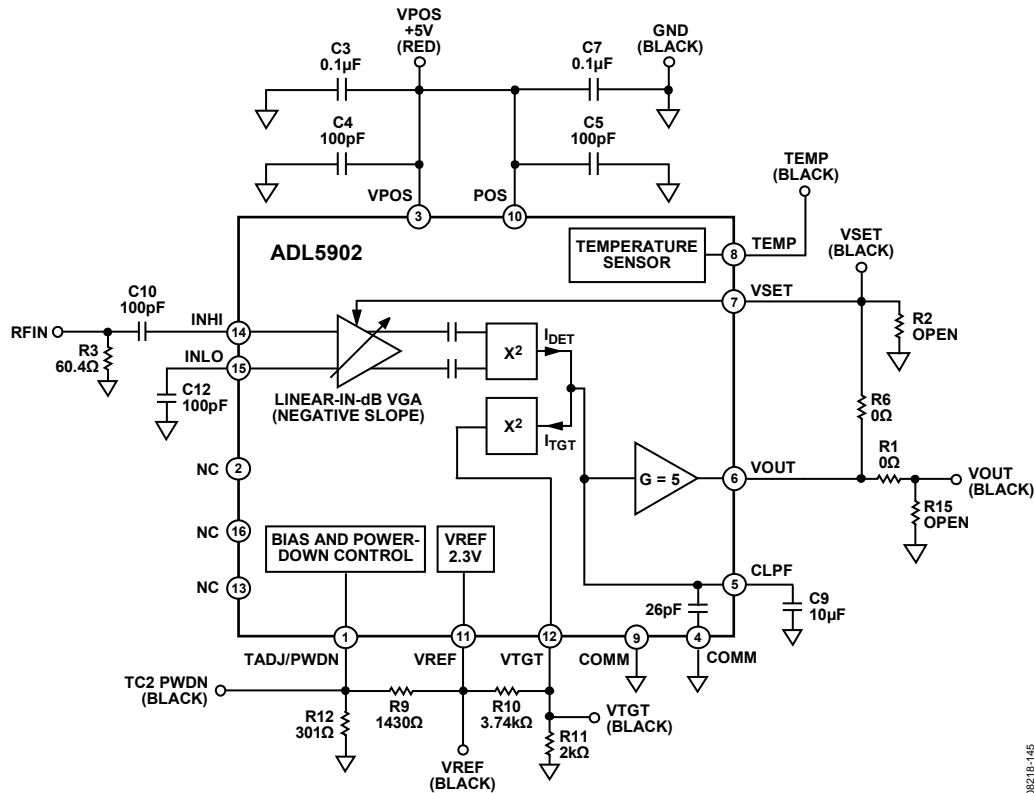 VPOS
+5V
(RED)
GND
(BLACK)
C3
0.1µF
C7
0.1µF
C4
100pF
C5
100pF
TEMP
(BLACK)
VPOS
POS
3
10
ADL5902
TEMPERATURE
SENSOR
8
TEMP
VSET
(BLACK)
7
VSET
C10
100pF
RFIN
INHI
14
R3
60.4Ω
INLO
15
C12
100pF
LINEAR-IN-dB VGA
(NEGATIVE SLOPE)
X2
IDET
X2
ITGT
R2
OPEN
R6
0Ω
R1
0Ω
G = 5
6
VOUT
VOUT
(BLACK)
R15
OPEN
NC
2
NC
16
NC
13
BIAS AND POWER-
DOWN CONTROL
VREF
2.3V
26pF
5
CLPF
C9
10µF
1
11
12
9
4
TADJ/PWDN
VREF
VTGT
COMM
COMM
TC2 PWDN
(BLACK)
R9
1430Ω
R10
3.74kΩ
R12
301Ω
VTGT
(BLACK)
R11
2kΩ
VREF
(BLACK)
08218-145